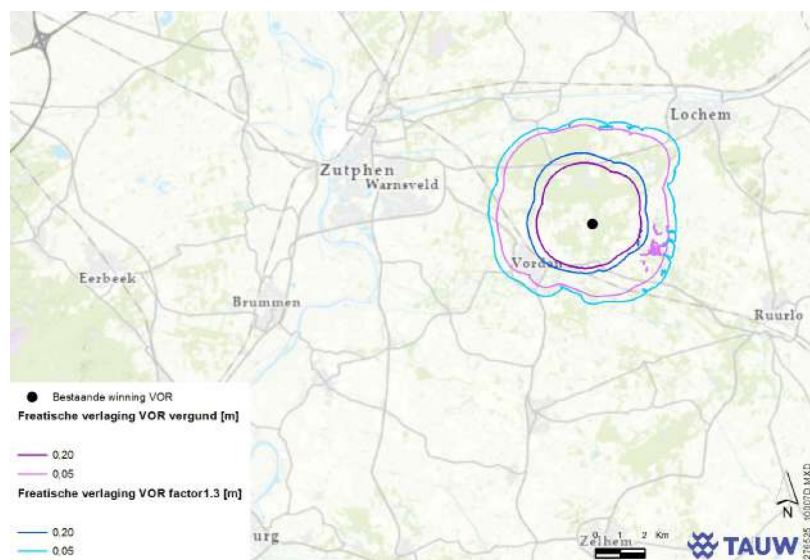 Lochem
Zutphen
Warnsveld
Vorden
Eerbeek
Brummen
Ruurlo
Bestaande winning VOR
Freatische verlaging VOR vergund [m]
0,20
0,05
Freatische verlaging VOR factor1.3 [m]
0,20
0,05
urg
Zelhem
0 1 2 Km
N
TAUW